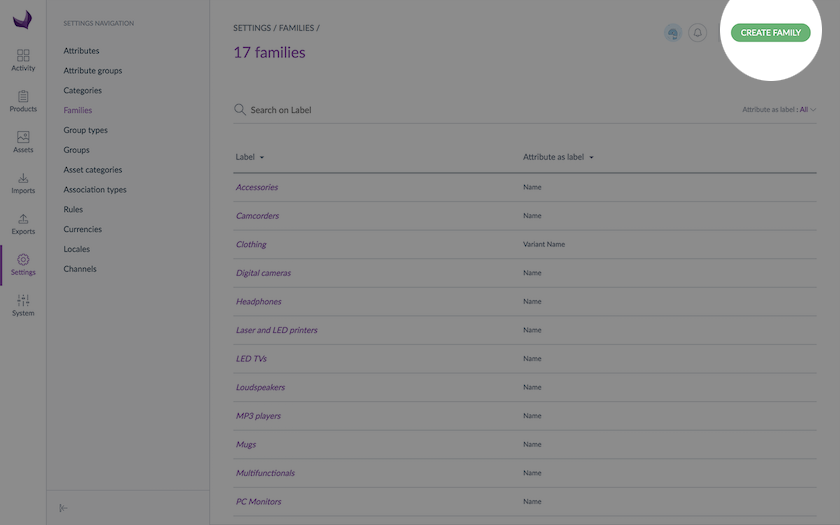 SETTINGS NAVIGATION
Activity
Products
Assets
Imports
Exports
Settings
System
Attributes
Attribute groups
Categories
Families
Group types
Groups
Asset categories
Association types
Rules
Currencies
Locales
Channels
SETTINGS / FAMILIES /
17 families
CREATE FAMILY
Search on Label
Attribute as label : All
Label Attribute as label
Accessories Name
Camcorders Name
Clothing Variant Name
Digital cameras Name
Headphones Name
Laser and LED printers Name
LED TVs Name
Loudspeakers Name
MP3 players Name
Mugs Name
Multifunctionals Name
PC Monitors Name